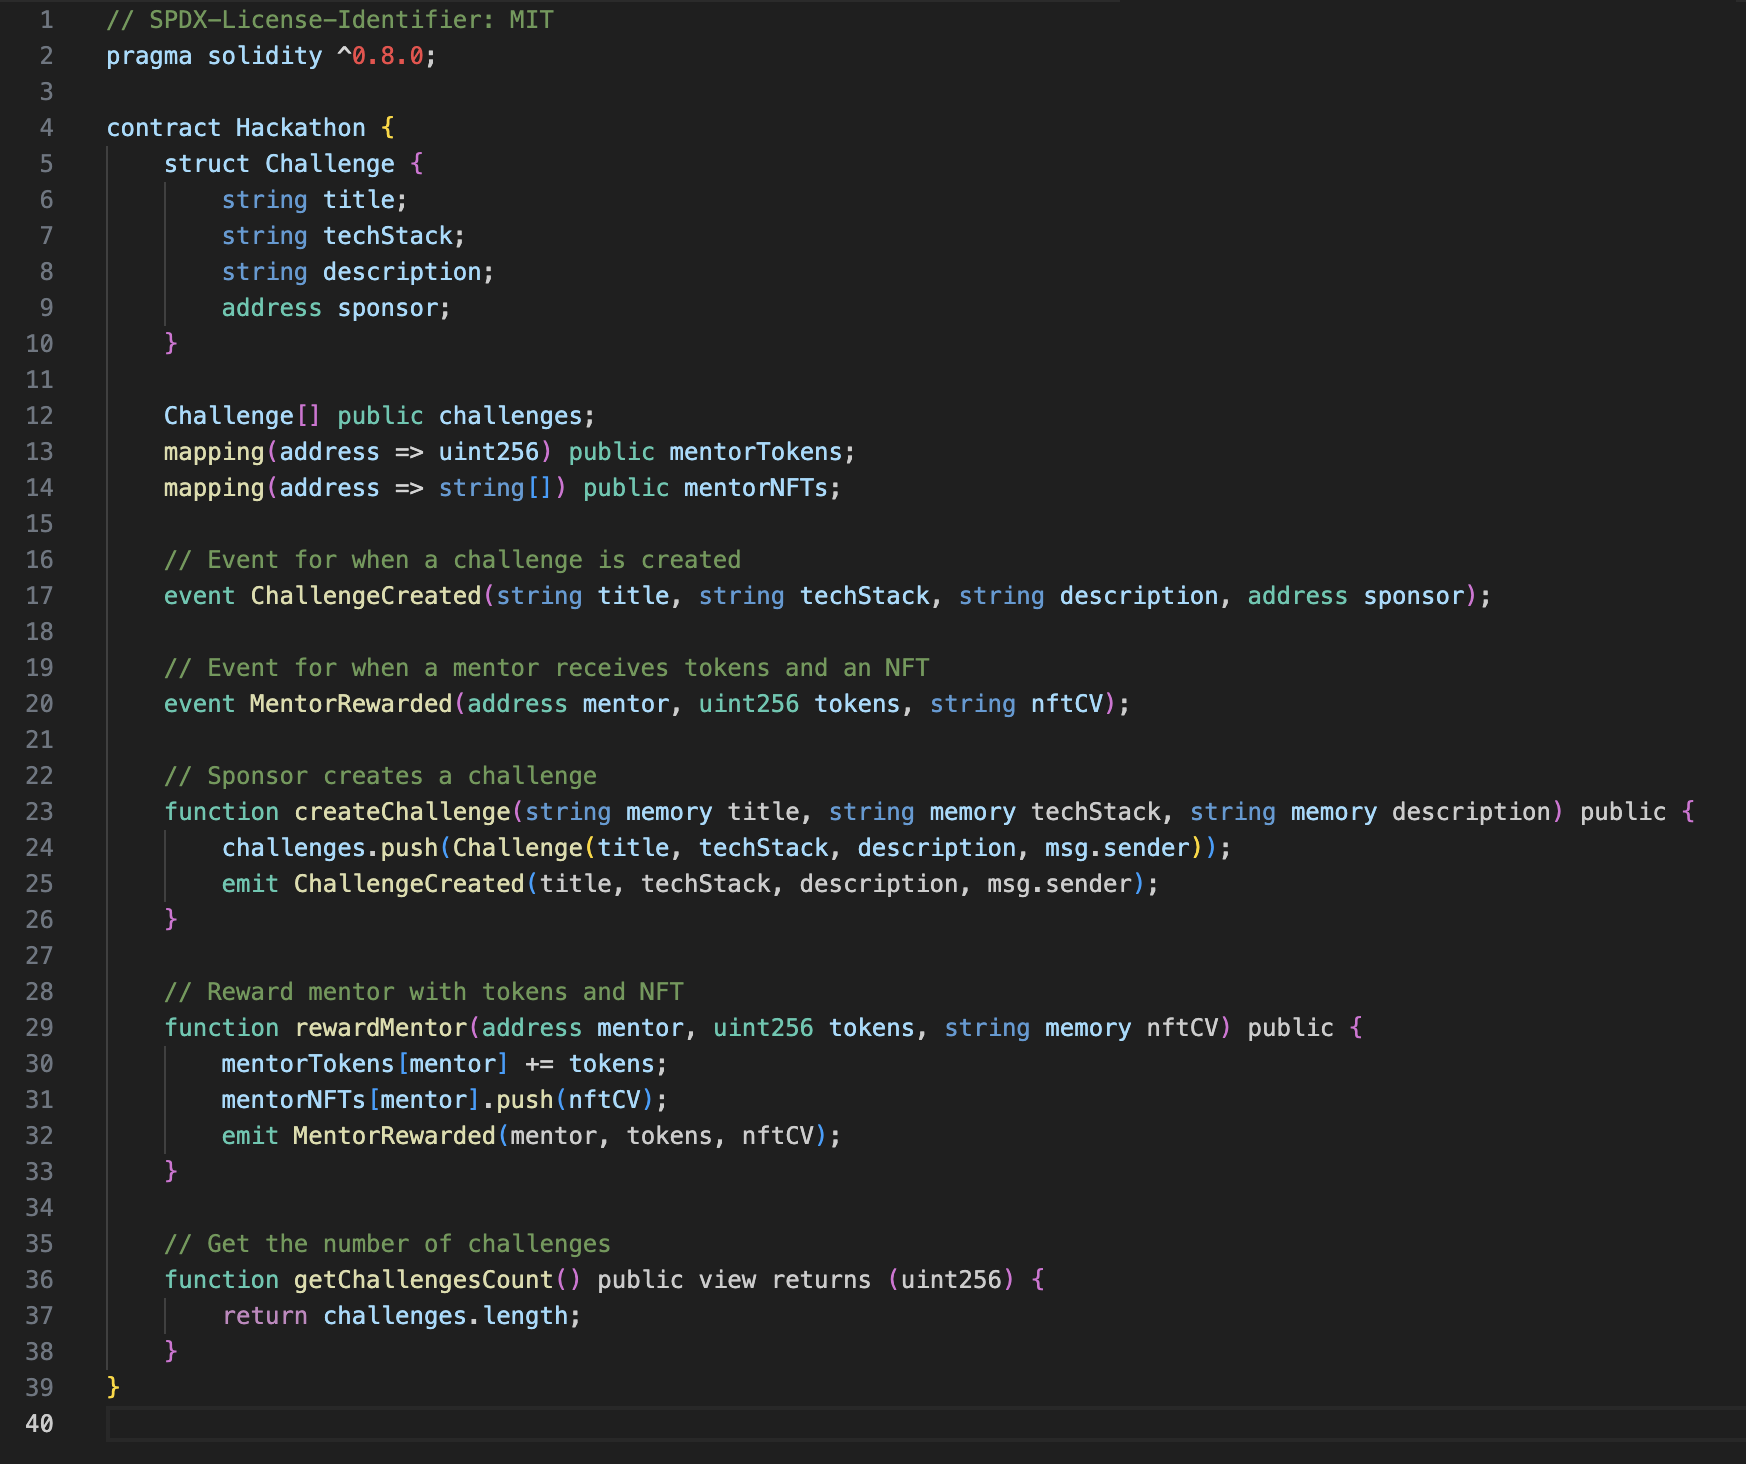 1 // SPDX-License-Identifier: MIT
2 pragma solidity ^0.8.0;
3
4 contract Hackathon {
5     struct Challenge {
6         string title;
7         string techStack;
8         string description;
9         address sponsor;
10     }
11
12     Challenge[] public challenges;
13     mapping(address => uint256) public mentorTokens;
14     mapping(address => string[]) public mentorNFTs;
15
16     // Event for when a challenge is created
17     event ChallengeCreated(string title, string techStack, string description, address sponsor);
18
19     // Event for when a mentor receives tokens and an NFT
20     event MentorRewarded(address mentor, uint256 tokens, string nftCV);
21
22     // Sponsor creates a challenge
23     function createChallenge(string memory title, string memory techStack, string memory description) public {
24         challenges.push(Challenge(title, techStack, description, msg.sender));
25         emit ChallengeCreated(title, techStack, description, msg.sender);
26     }
27
28     // Reward mentor with tokens and NFT
29     function rewardMentor(address mentor, uint256 tokens, string memory nftCV) public {
30         mentorTokens[mentor] += tokens;
31         mentorNFTs[mentor].push(nftCV);
32         emit MentorRewarded(mentor, tokens, nftCV);
33     }
34
35     // Get the number of challenges
36     function getChallengesCount() public view returns (uint256) {
37         return challenges.length;
38     }
39 }
40